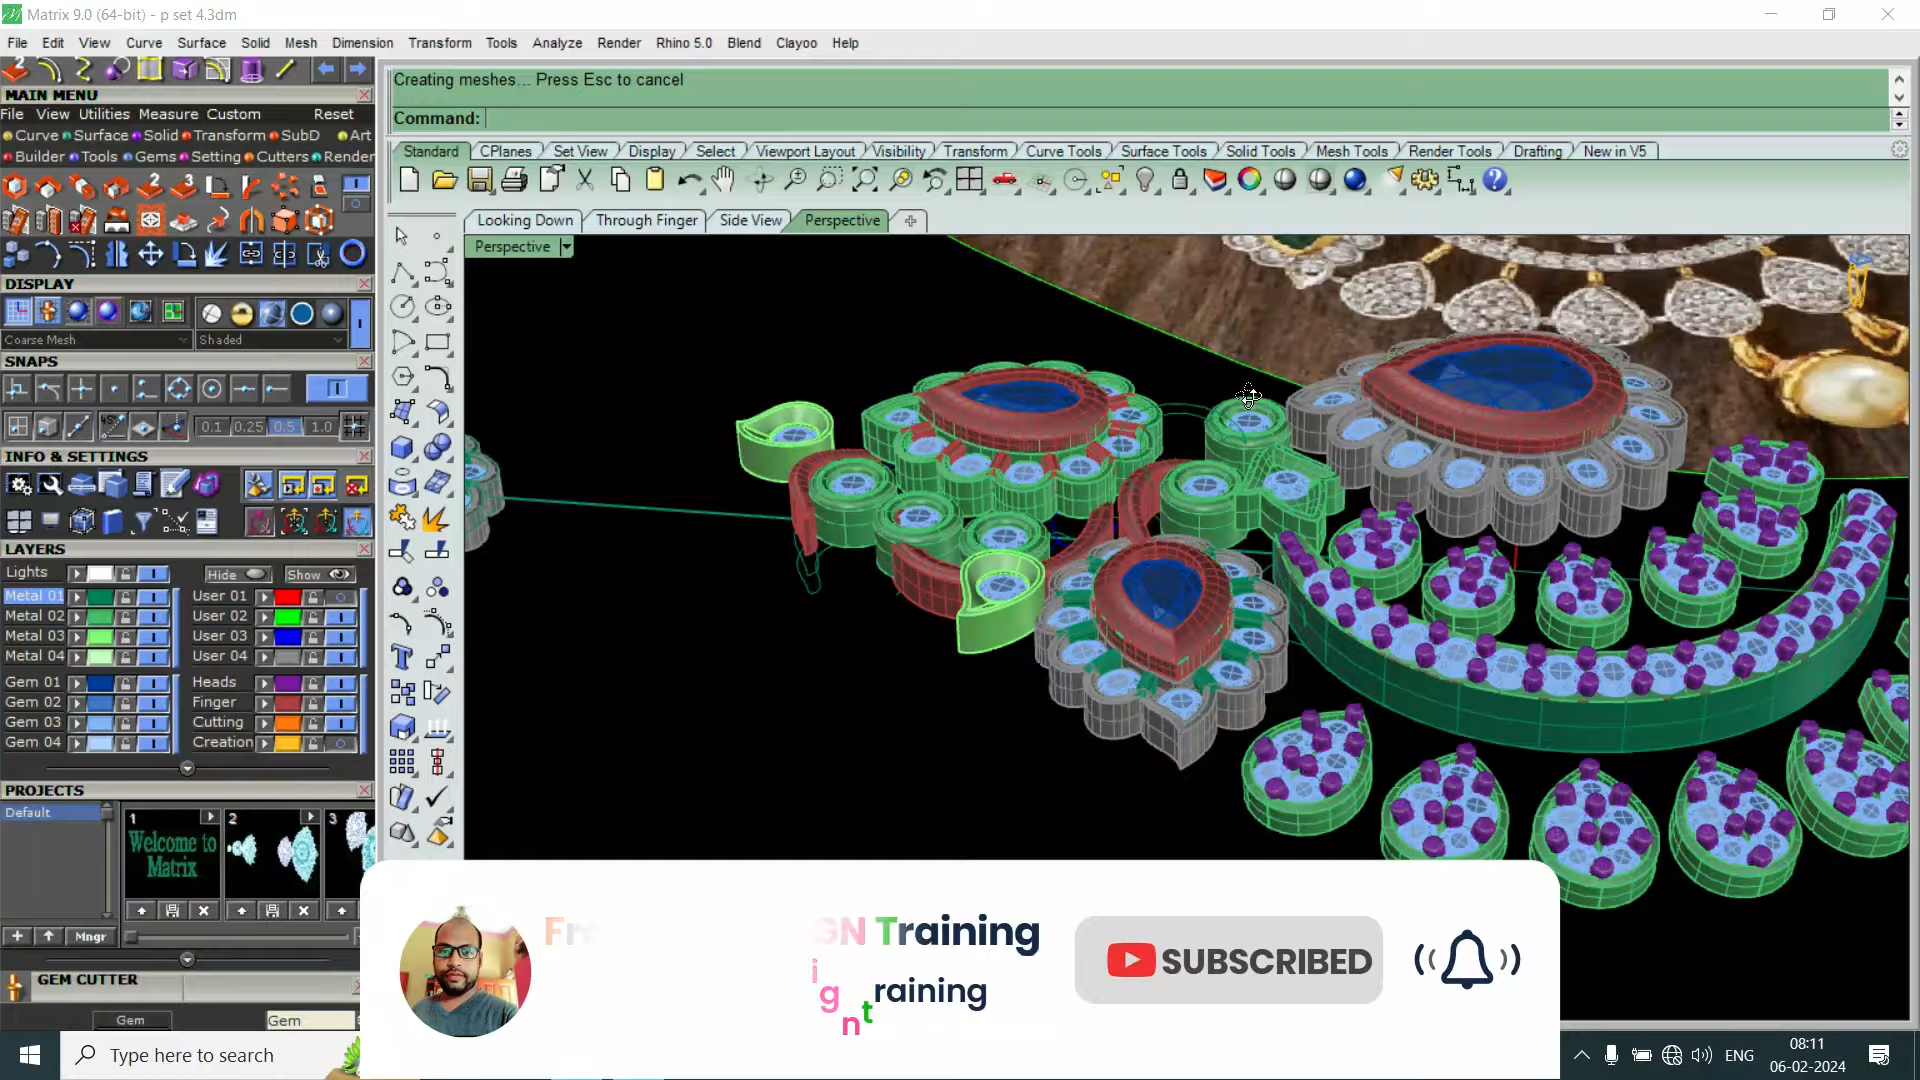 Matrix 9.0 (64-bit) - p set 4.3dm
File Edit View Curve Surface Solid Mesh Dimension Transform Tools Analyze Render Rhino 5.0 Blend Clayoo Help
Creating meshes... Press Esc to cancel
Command:
MAIN MENU
File View Utilities Measure Custom Reset
Curve Surface Solid Transform SubD Art
Builder Tools Gems Setting Cutters Render
Standard CPlanes Set View Display Select Viewport Layout Visibility Transform Curve Tools Surface Tools Solid Tools Mesh Tools Render Tools Drafting New in V5
Looking Down Through Finger Side View Perspective
Perspective
DISPLAY
Coarse Mesh Shaded
SNAPS
0.1 0.25 0.5 1.0
INFO & SETTINGS
LAYERS
Lights Hide Show
Metal 01 User 01
Metal 02 User 02
Metal 03 User 03
Metal 04 User 04
Gem 01 Heads
Gem 02 Finger
Gem 03 Cutting
Gem 04 Creation
PROJECTS
Default
1 2 3
Welcome to
Matrix
Mngr
GEM CUTTER
Gem Gem
GN Training
raining
SUBSCRIBED
Type here to search
ENG
08:11
06-02-2024